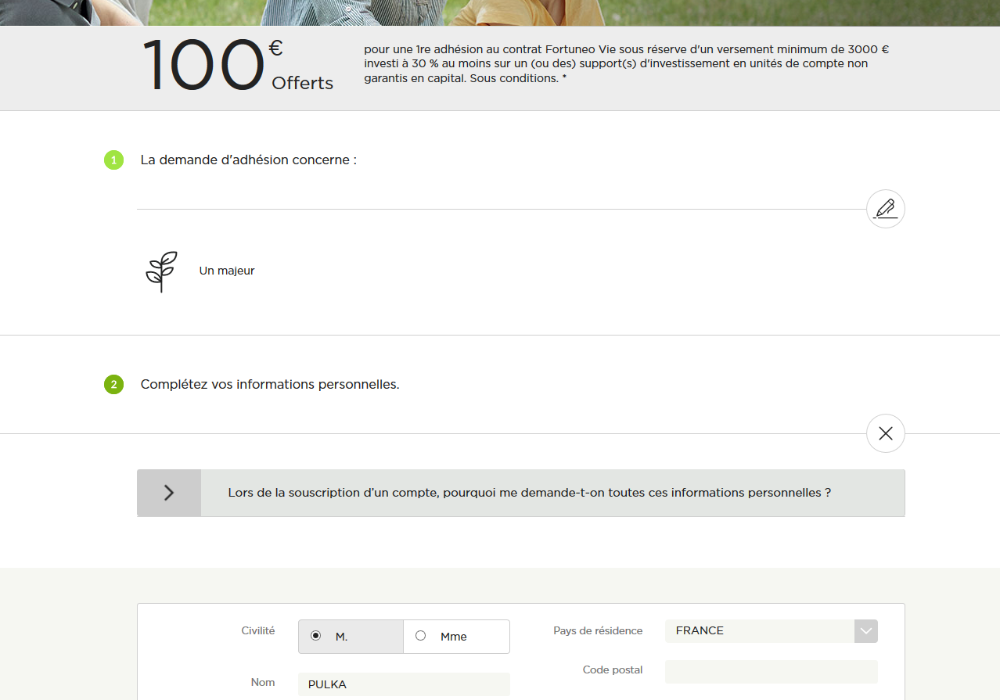 100 €
Offerts
pour une 1re adhésion au contrat Fortuneo Vie sous réserve d'un versement minimum de 3000 €
investi à 30 % au moins sur un (ou des) support(s) d'investissement en unités de compte non
garantis en capital. Sous conditions. *
1 La demande d'adhésion concerne :
Un majeur
2 Complétez vos informations personnelles.
Lors de la souscription d’un compte, pourquoi me demande-t-on toutes ces informations personnelles ?
Civilité M. Mme
Nom PULKA
Pays de résidence FRANCE
Code postal